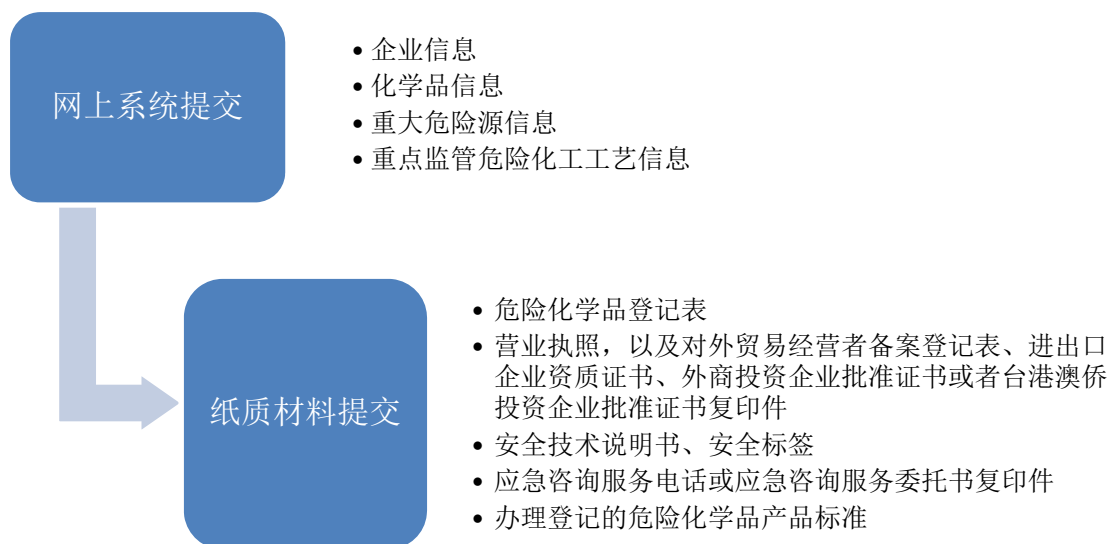 网上系统提交
• 企业信息
• 化学品信息
• 重大危险源信息
• 重点监管危险化工工艺信息
纸质材料提交
• 危险化学品登记表
• 营业执照，以及对外贸易经营者备案登记表、进出口
企业资质证书、外商投资企业批准证书或者台港澳侨
投资企业批准证书复印件
• 安全技术说明书、安全标签
• 应急咨询服务电话或应急咨询服务委托书复印件
• 办理登记的危险化学品产品标准